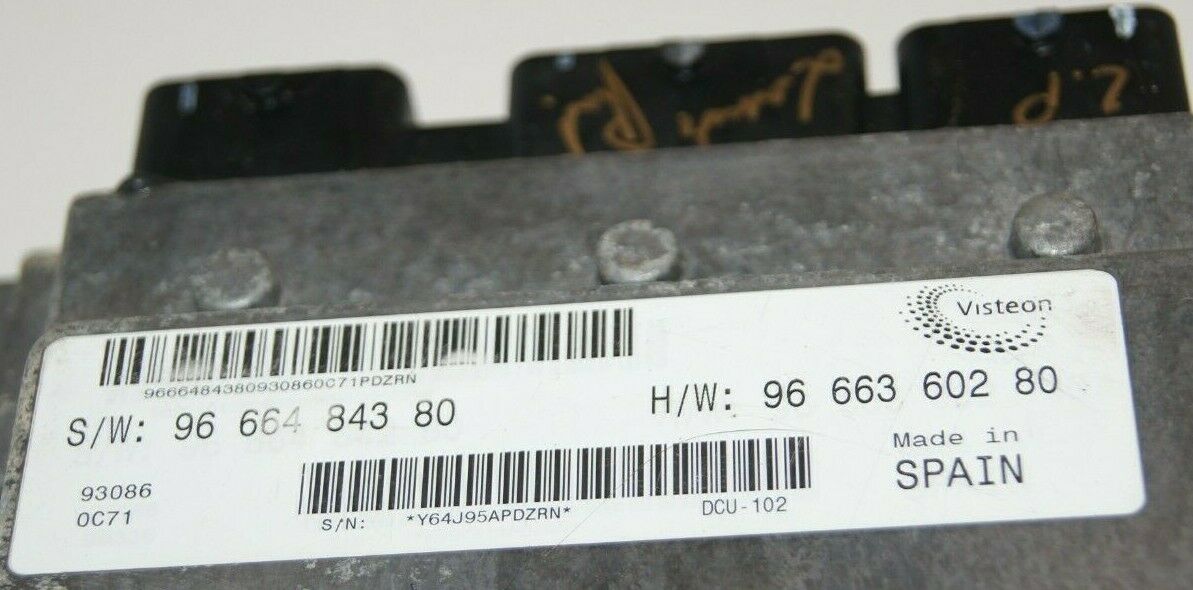 Visteon
9666484380930860C71PDZRN
S/W: 96 664 843 80
H/W: 96 663 602 80
Made in
SPAIN
93086
0C71
S/N: *Y64J95APDZRN*
DCU-102